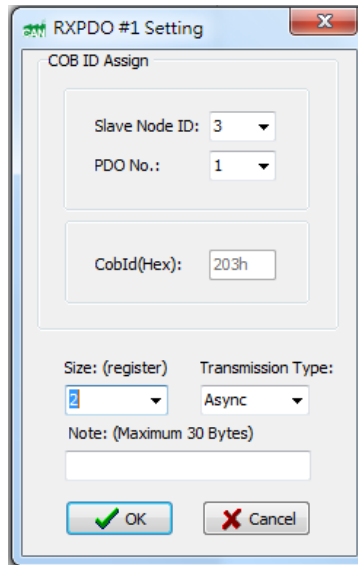 RXPDO #1 Setting
COB ID Assign
Slave Node ID: 3
PDO No.: 1
CobId(Hex): 203h
Size: (register) Transmission Type:
2 Async
Note: (Maximum 30 Bytes)
OK Cancel